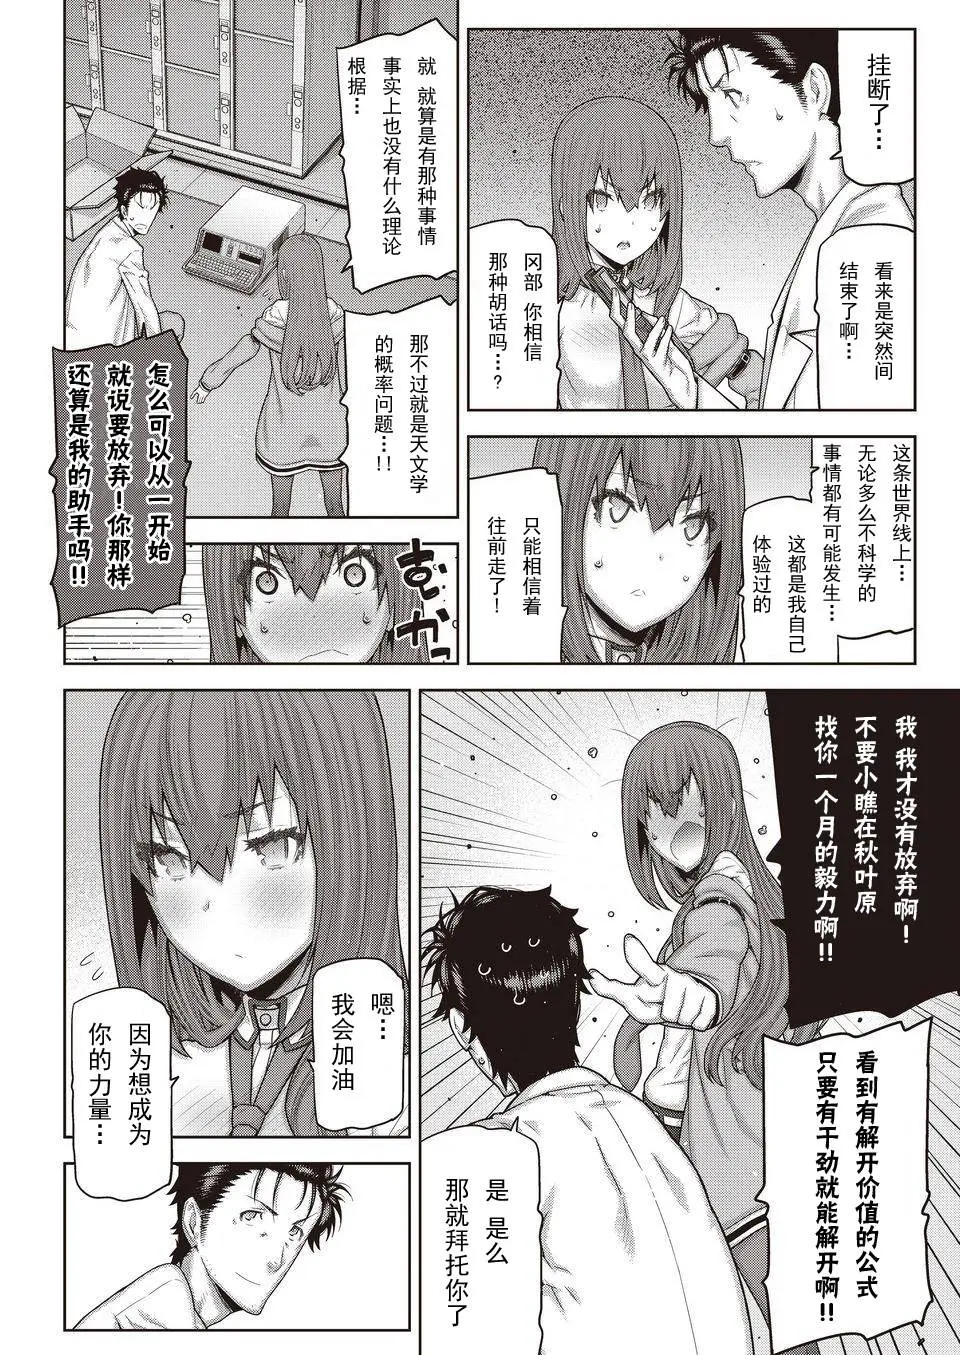 挂断了…
看来是突然间
结束了啊…
冈部 你相信
那种胡话吗…?
就 就算是有那种事情
事实上也没有什么理论
根据…
那不过就是天文学
的概率问题…!!
怎么可以从一开始
就说要放弃!你那样
还算是我的助手吗!!
这条世界线上…
无论多么不科学的
事情都有可能发生…
这都是我自己
体验过的
只能相信着
往前走了!
むっかー
我 我才没有放弃啊!
不要小瞧在秋叶原
找你一个月的毅力啊!!
看到有解开价值的公式
只要有干劲就能解开啊!!
是 是么
那就拜托你了
嗯…
我会加油
因为想成为
你的力量…